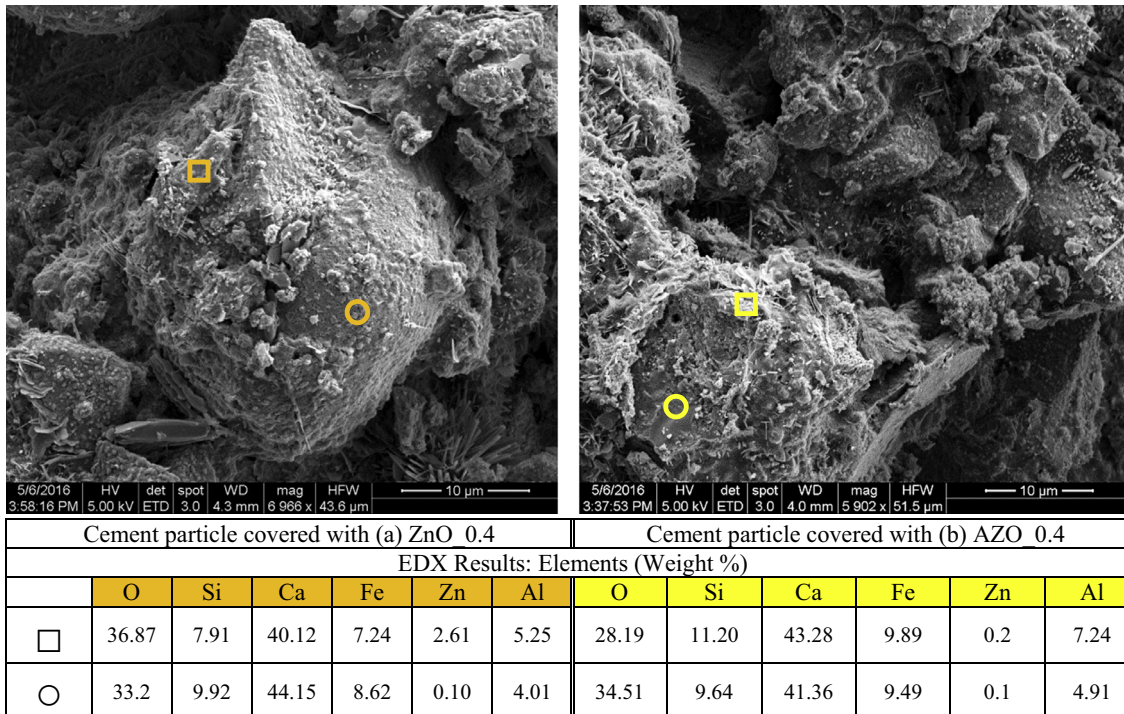 5/6/2016 HV det spot WD mag HFW 10 µm
3:58:16 PM 5.00 kV ETD 3.0 4.3 mm 6 966 x 43.6 µm
5/6/2016 HV det spot WD mag HFW 10 µm
3:37:53 PM 5.00 kV ETD 3.0 4.0 mm 5 902 x 51.5 µm
Cement particle covered with (a) ZnO_0.4 Cement particle covered with (b) AZO_0.4
EDX Results: Elements (Weight %)
O Si Ca Fe Zn Al O Si Ca Fe Zn Al
36.87 7.91 40.12 7.24 2.61 5.25 28.19 11.20 43.28 9.89 0.2 7.24
33.2 9.92 44.15 8.62 0.10 4.01 34.51 9.64 41.36 9.49 0.1 4.91